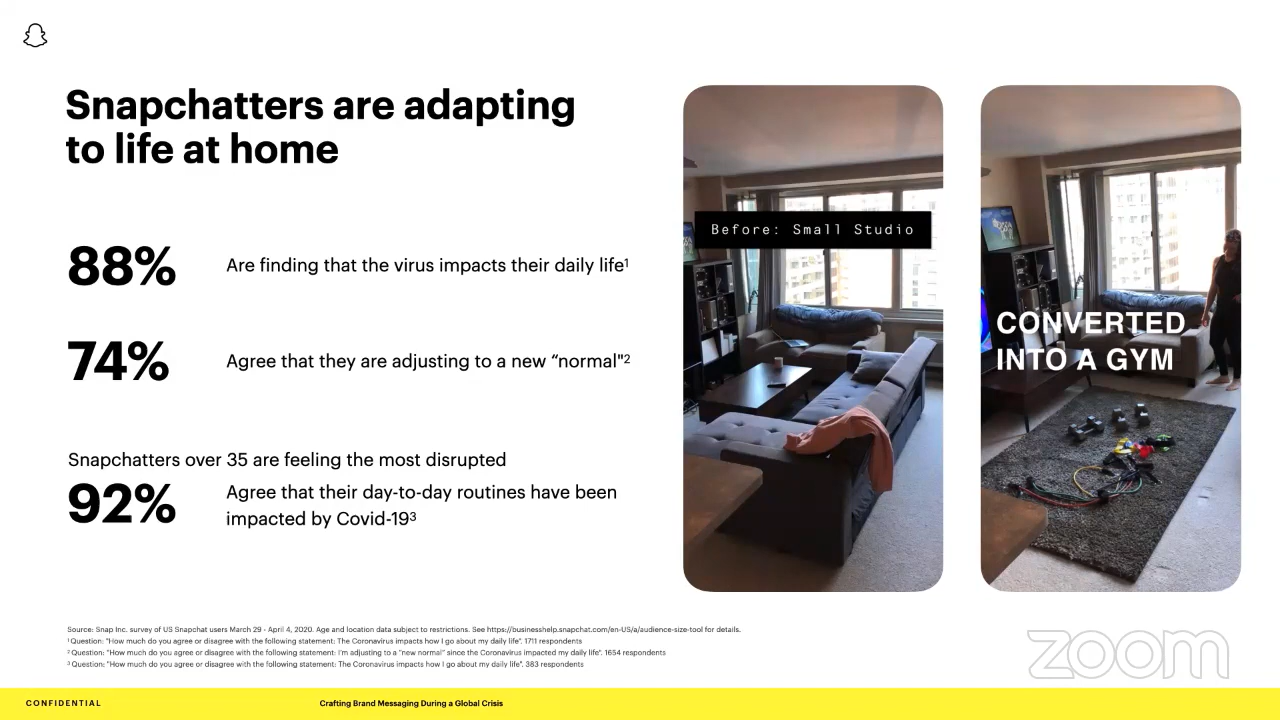 Snapchatters are adapting
to life at home
88%
Are finding that the virus impacts their daily life¹
74%
Agree that they are adjusting to a new “normal"²
Snapchatters over 35 are feeling the most disrupted
92%
Agree that their day-to-day routines have been
impacted by Covid-19³
Before: Small Studio
CONVERTED
INTO A GYM
Source: Snap Inc. survey of US Snapchat users March 29 - April 4, 2020. Age and location data subject to restrictions. See https://businesshelp.snapchat.com/en-US/a/audience-size-tool for details.
¹ Question: "How much do you agree or disagree with the following statement: The Coronavirus impacts how I go about my daily life". 1711 respondents
² Question: "How much do you agree or disagree with the following statement: I'm adjusting to a "new normal" since the Coronavirus impacted my daily life". 1654 respondents
³ Question: "How much do you agree or disagree with the following statement: The Coronavirus impacts how I go about my daily life". 383 respondents
zoom
CONFIDENTIAL
Crafting Brand Messaging During a Global Crisis